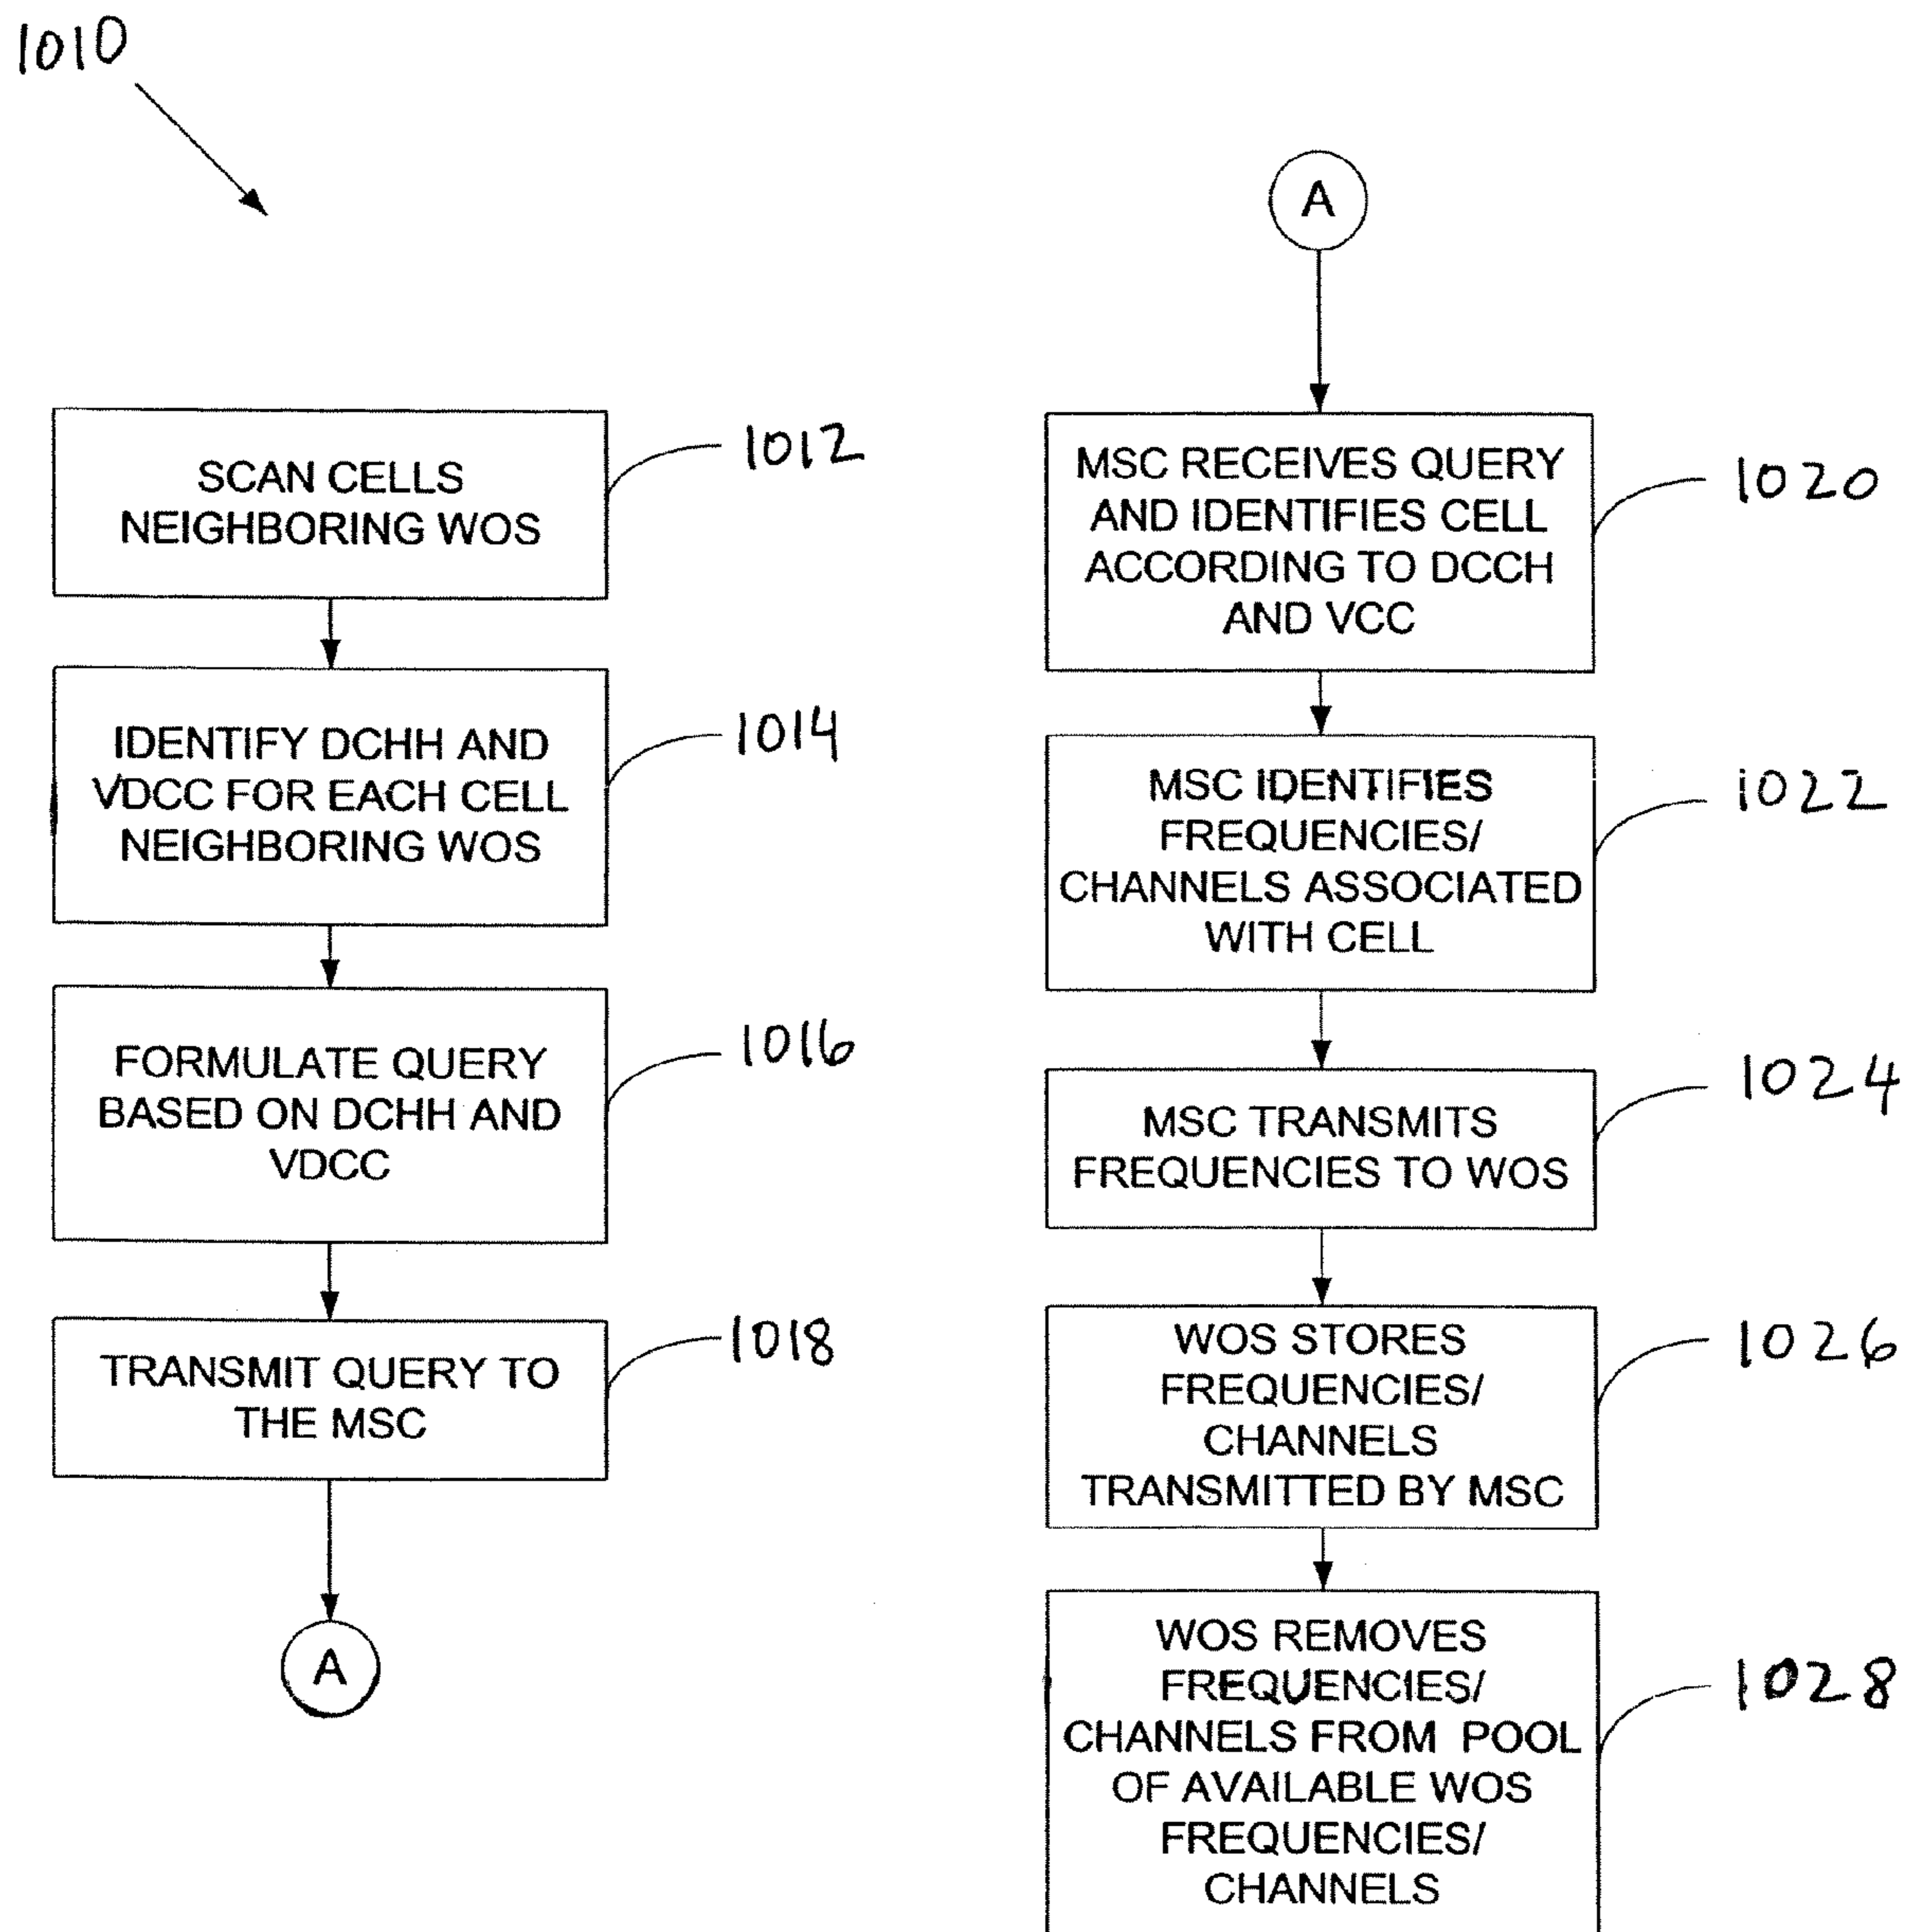 1010
SCAN CELLS
NEIGHBORING WOS
1012
IDENTIFY DCHH AND
VDCC FOR EACH CELL
NEIGHBORING WOS
1014
FORMULATE QUERY
BASED ON DCHH AND
VDCC
1016
TRANSMIT QUERY TO
THE MSC
1018
A
A
MSC RECEIVES QUERY
AND IDENTIFIES CELL
ACCORDING TO DCCH
AND VCC
1020
MSC IDENTIFIES
FREQUENCIES/
CHANNELS ASSOCIATED
WITH CELL
1022
MSC TRANSMITS
FREQUENCIES TO WOS
1024
WOS STORES
FREQUENCIES/
CHANNELS
TRANSMITTED BY MSC
1026
WOS REMOVES
FREQUENCIES/
CHANNELS FROM POOL
OF AVAILABLE WOS
FREQUENCIES/
CHANNELS
1028